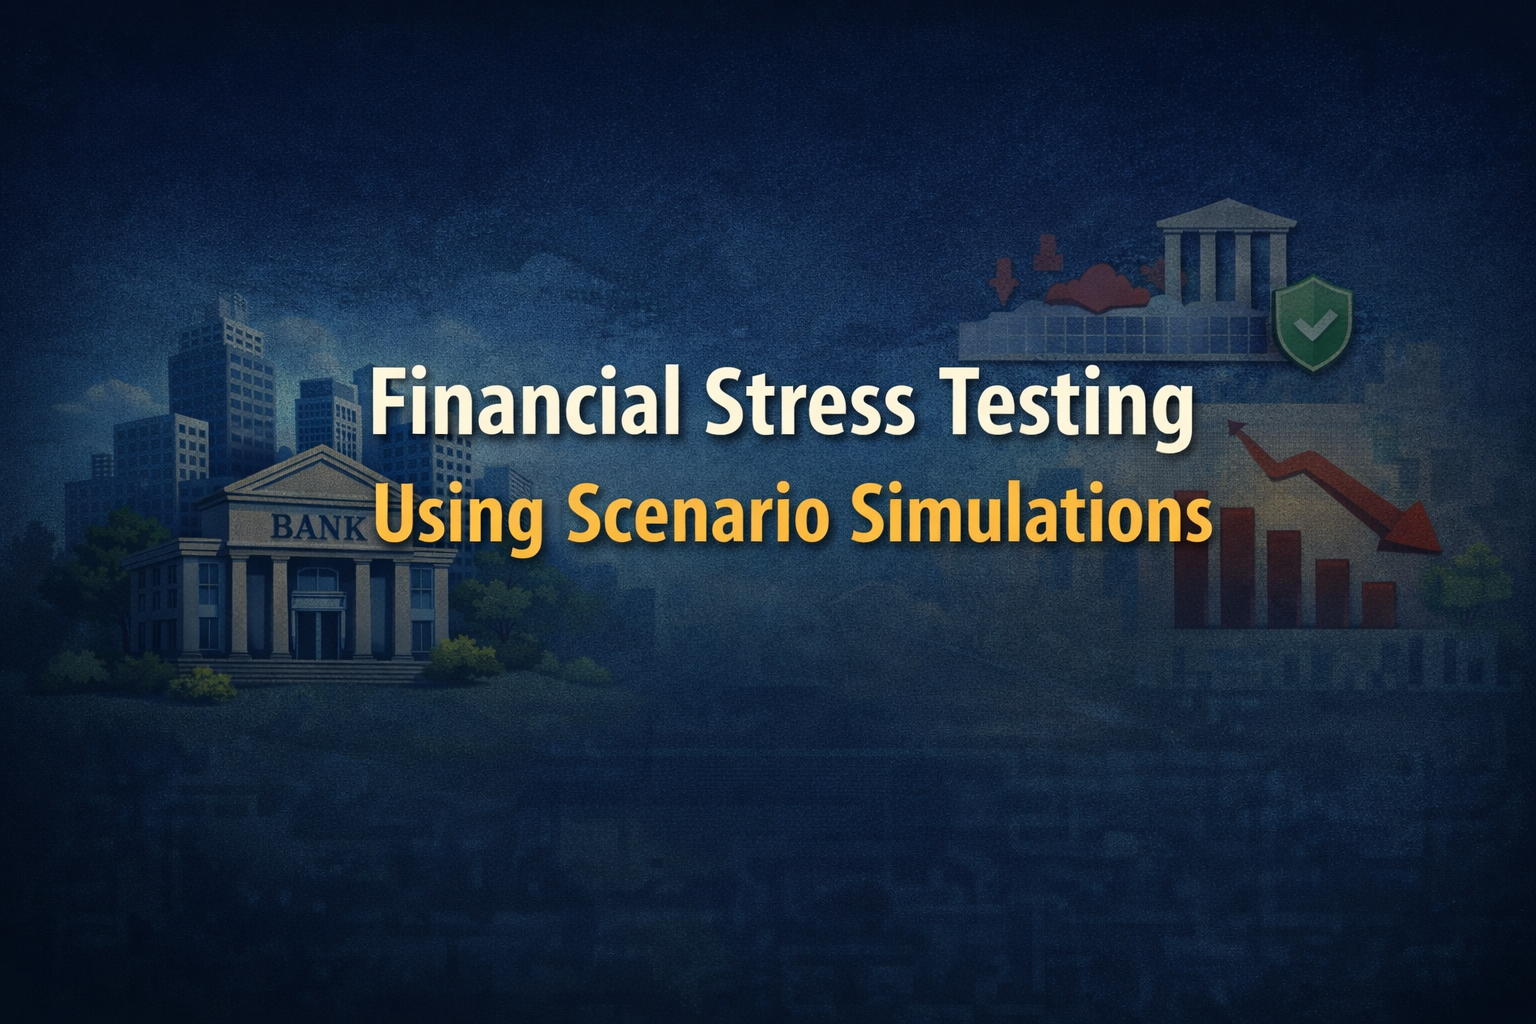 Financial Stress Testing
Using Scenario Simulations
BANK